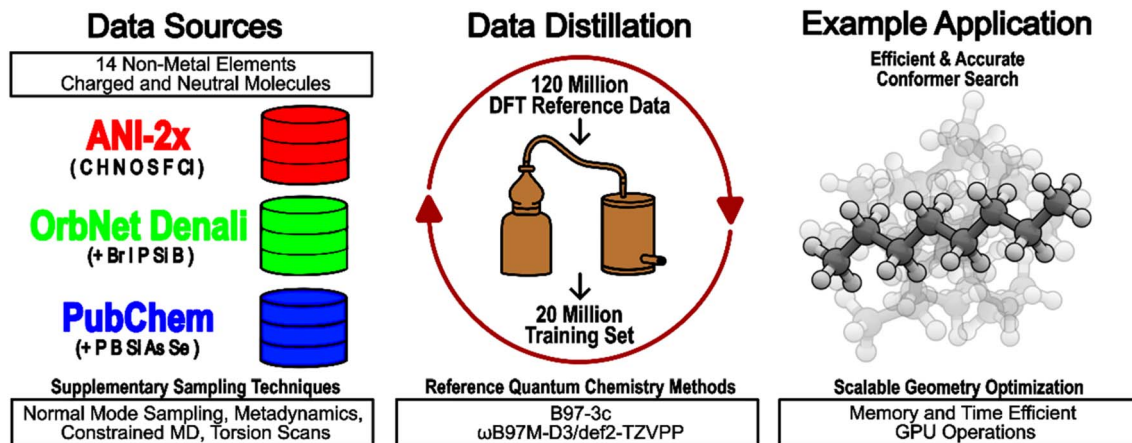 Data Sources
14 Non-Metal Elements
Charged and Neutral Molecules
ANI-2x
(C H N O S F Cl)
OrbNet Denali
(+ Br I P Si B)
PubChem
(+ P B Si As Se)
Supplementary Sampling Techniques
Normal Mode Sampling, Metadynamics,
Constrained MD, Torsion Scans
Data Distillation
120 Million
DFT Reference Data
20 Million
Training Set
Reference Quantum Chemistry Methods
B97-3c
ωB97M-D3/def2-TZVPP
Example Application
Efficient & Accurate
Conformer Search
Scalable Geometry Optimization
Memory and Time Efficient
GPU Operations